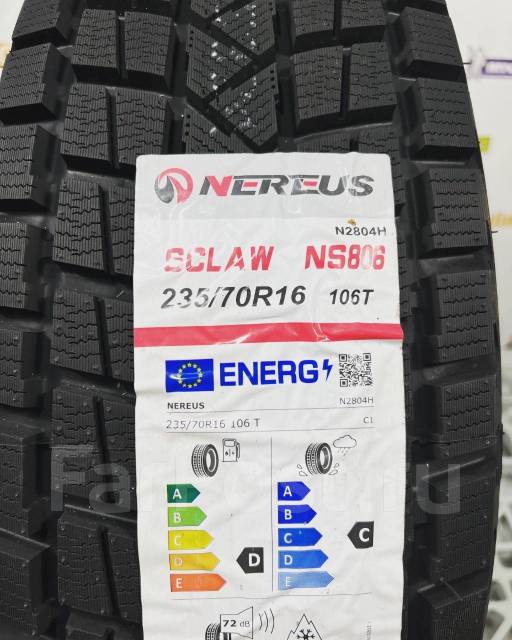 NEREUS
N2804H
SCLAW NS806
235/70R16 106T
ENERG
NEREUS N2804H
235/70R16 106 T C1
A A
B B
C C
D D
E E
D C
72 dB